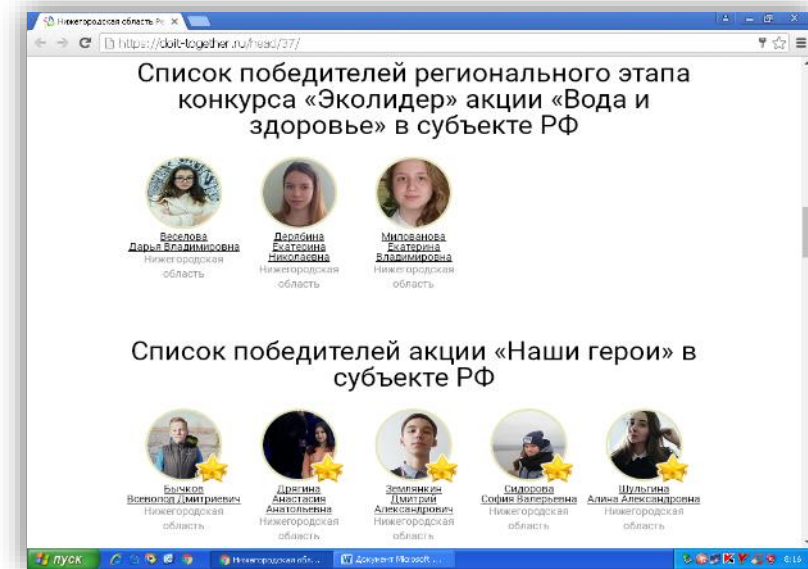 Нижегородская область Ре
https://doit-together.ru/head/37/
Список победителей регионального этапа
конкурса «Эколидер» акции «Вода и
здоровье» в субъекте РФ
Веселова
Дарья Владимировна
Нижегородская
область
Дерябина
Екатерина
Николаевна
Нижегородская
область
Милованова
Екатерина
Владимировна
Нижегородская
область
Список победителей акции «Наши герои» в
субъекте РФ
Бычков
Всеволод Дмитриевич
Нижегородская
область
Дрягина
Анастасия
Анатольевна
Нижегородская
область
Землянкин
Дмитрий
Александрович
Нижегородская
область
Сидорова
София Валерьевна
Нижегородская
область
Шульгина
Алина Александровна
Нижегородская
область
пуск
Нижегородская обл...
Документ Microsoft ...
8:16